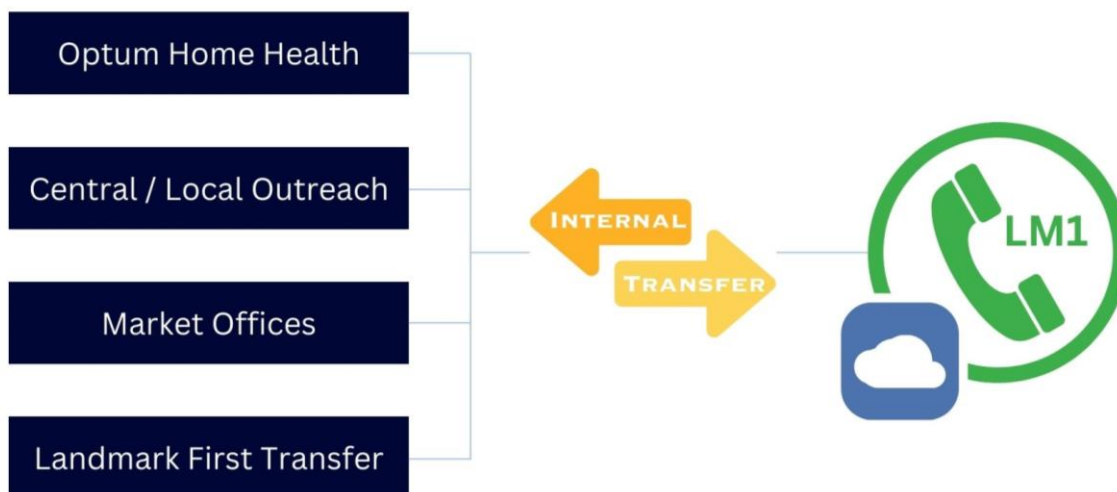 Optum Home Health
Central / Local Outreach
Market Offices
Landmark First Transfer
INTERNAL
TRANSFER
LM1